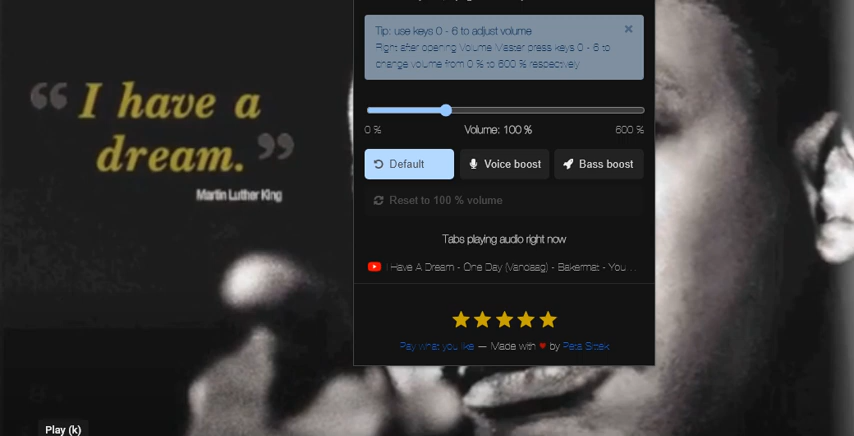 “ I have a
dream. ”
Martin Luther King
Tip: use keys 0 - 6 to adjust volume
×
Right after opening Volume Master press keys 0 - 6 to
change volume from 0 % to 600 % respectively
0 %
Volume: 100 %
600 %
Default
Voice boost
Bass boost
Reset to 100 % volume
Tabs playing audio right now
I Have A Dream - One Day (Vandaag) - Bakermat - You...
Pay what you like — Made with ♥ by Peta Sittek
Play (k)